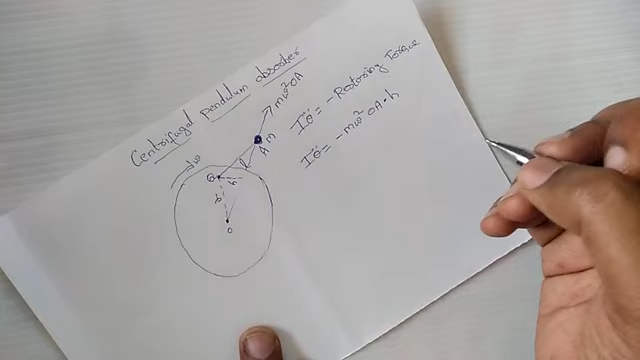 Centrifugal pendulum absorber
mω²OA
Iθ̈ = -Restoring Torque
Iθ̈ = -mω²OA·h
ω
m
A
l
Q
h
b
O